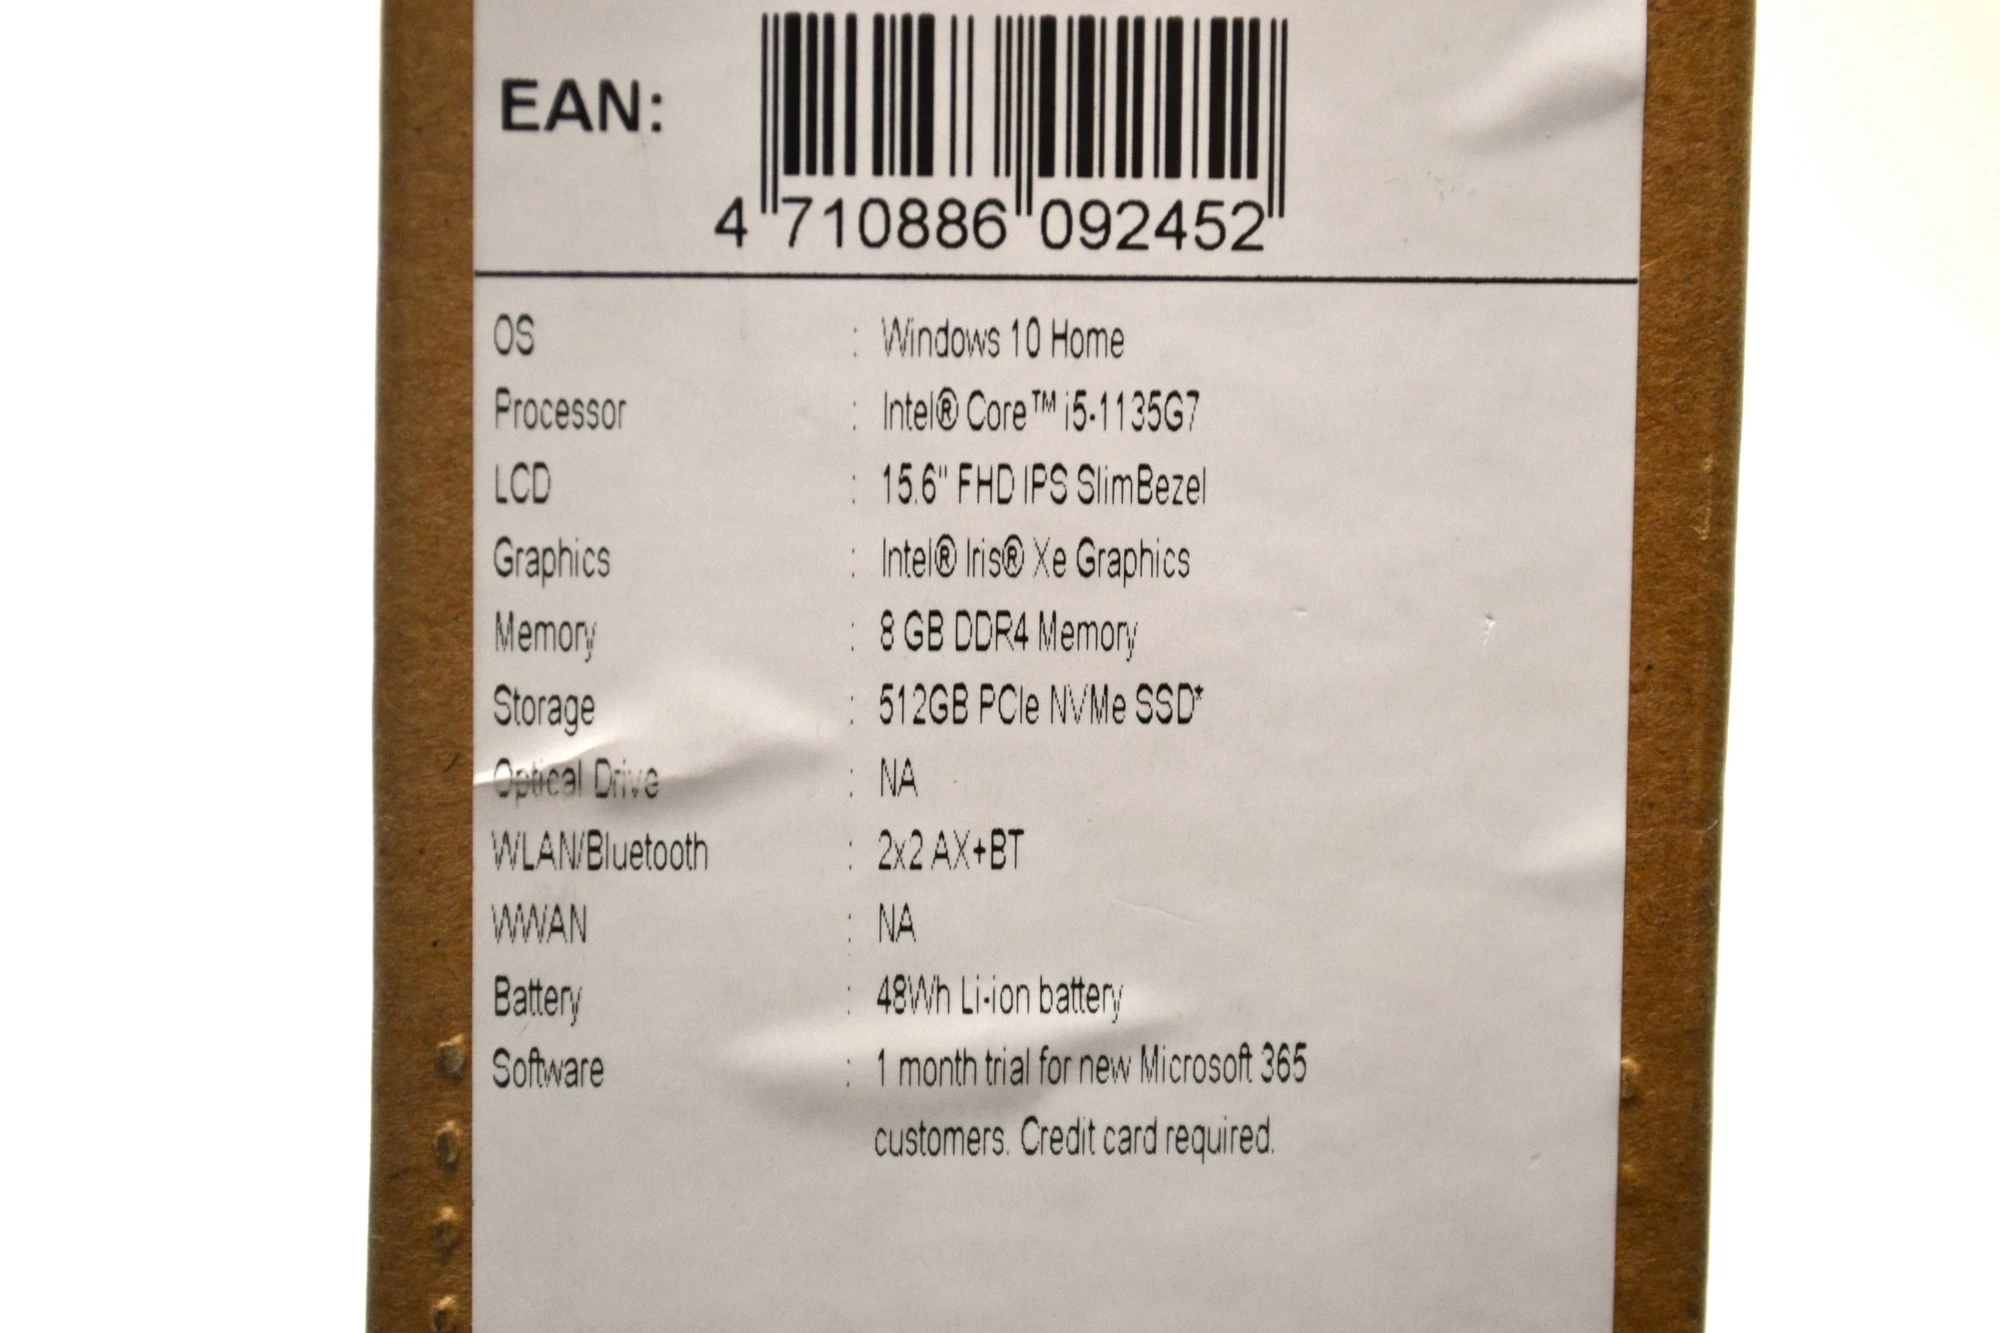 EAN:
4 710886 092452
OS : Windows 10 Home
Processor : Intel® Core™ i5-1135G7
LCD : 15.6" FHD IPS SlimBezel
Graphics : Intel® Iris® Xe Graphics
Memory : 8 GB DDR4 Memory
Storage : 512GB PCIe NVMe SSD*
Optical Drive : NA
WLAN/Bluetooth : 2x2 AX+BT
WWAN : NA
Battery : 48Wh Li-ion battery
Software : 1 month trial for new Microsoft 365
customers. Credit card required.